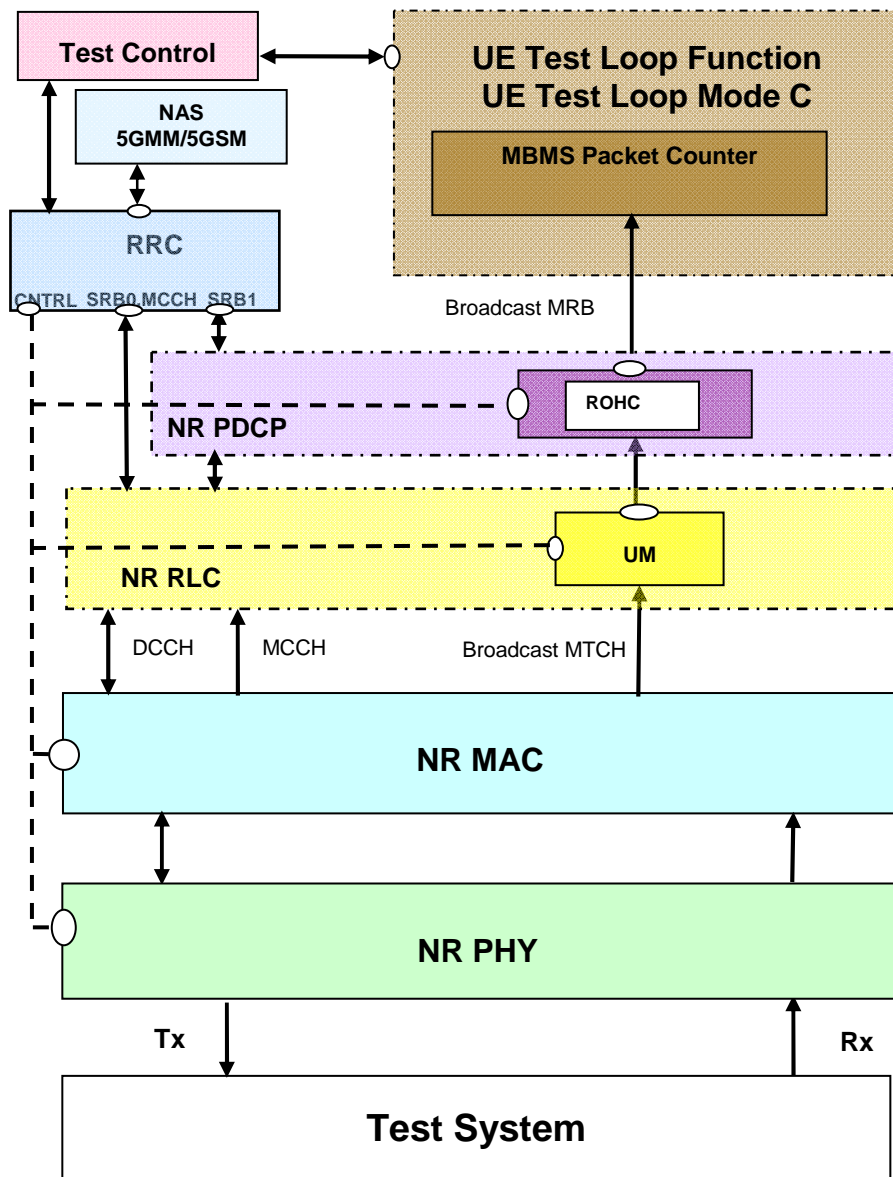 Test Control
UE Test Loop Function
UE Test Loop Mode C
NAS
5GMM/5GSM
MBMS Packet Counter
RRC
CNTRL SRB0,MCCH SRB1
Broadcast MRB
ROHC
NR PDCP
UM
NR RLC
DCCH
MCCH
Broadcast MTCH
NR MAC
NR PHY
Tx
Rx
Test System